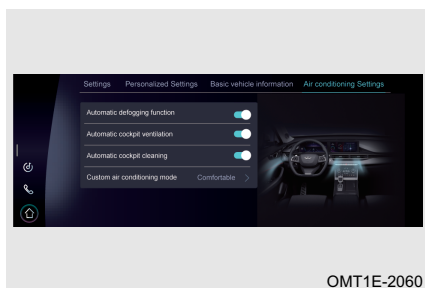 Settings Personalized Settings Basic vehicle information Air conditioning Settings
Automatic defogging function
Automatic cockpit ventilation
Automatic cockpit cleaning
Custom air conditioning mode Comfortable >
OMT1E-2060